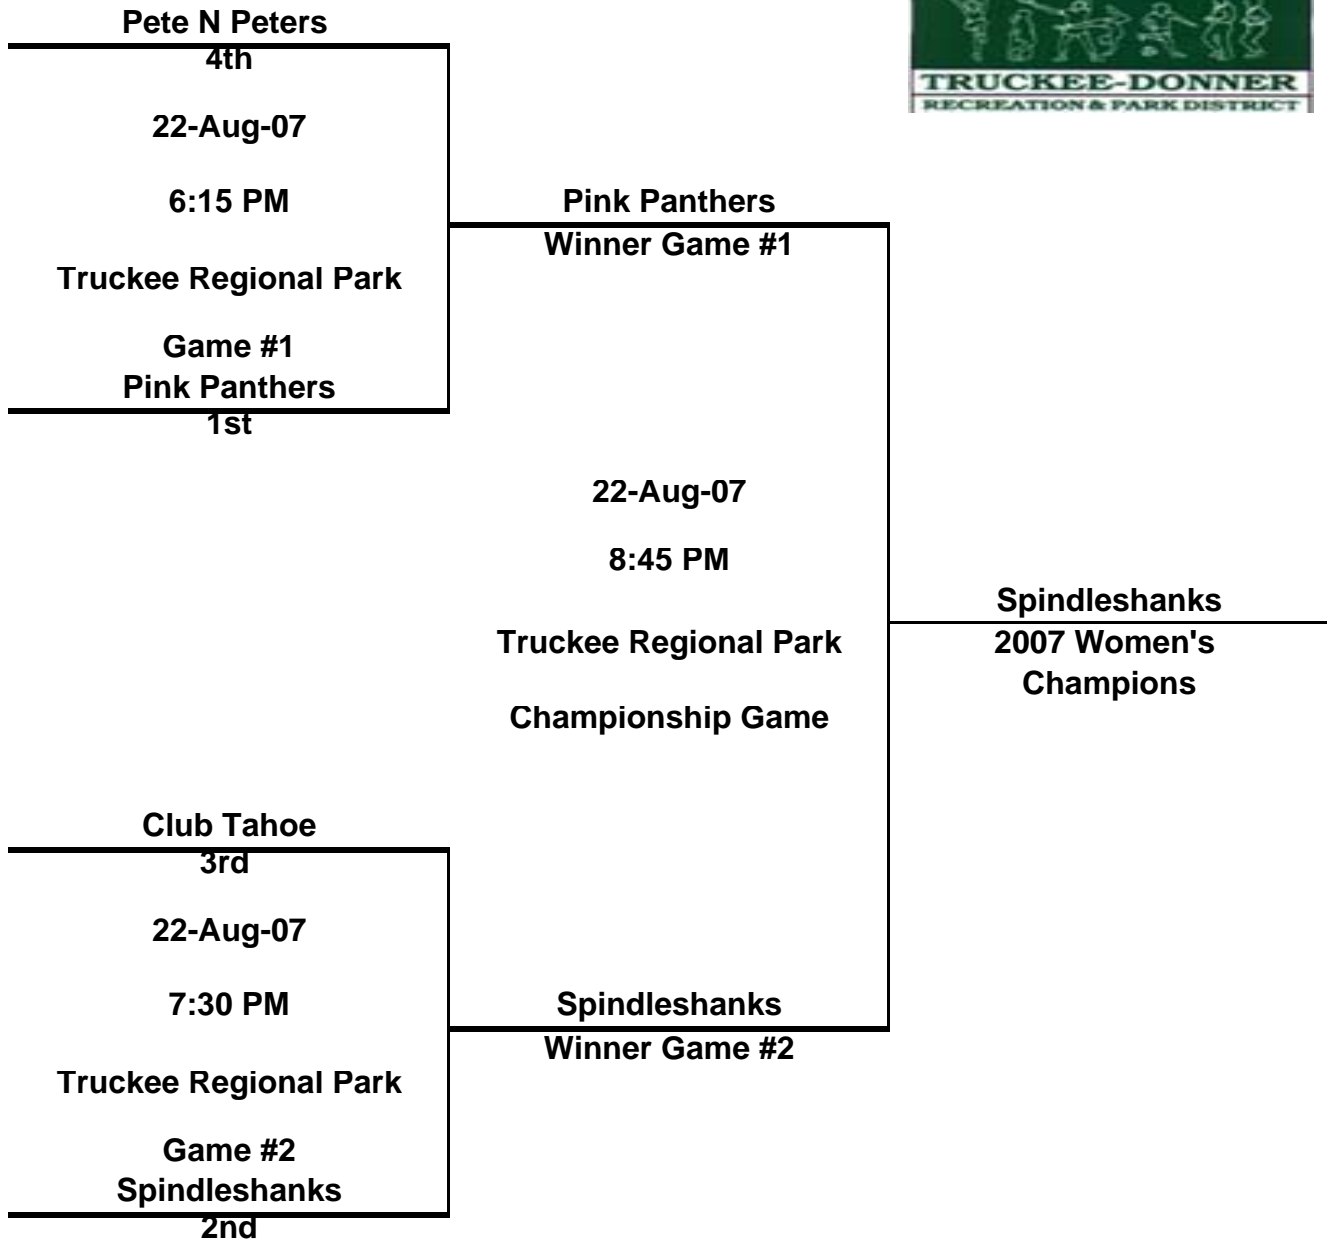 Pete N Peters
4th
22-Aug-07
6:15 PM
Truckee Regional Park
Game #1
Pink Panthers
1st
TRUCKEE-DONNER
RECREATION & PARK DISTRICT
Pink Panthers
Winner Game #1
22-Aug-07
8:45 PM
Truckee Regional Park
Championship Game
Spindleshanks
2007 Women's
Champions
Club Tahoe
3rd
22-Aug-07
7:30 PM
Truckee Regional Park
Game #2
Spindleshanks
2nd
Spindleshanks
Winner Game #2